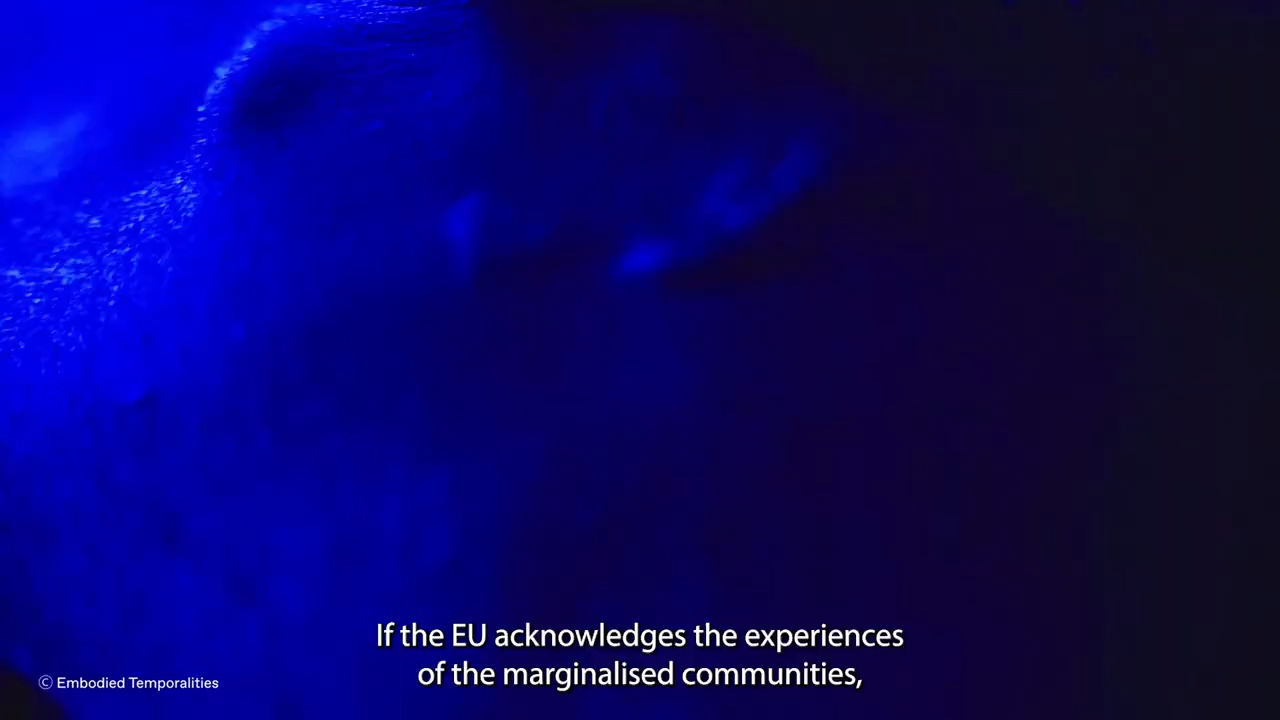 If the EU acknowledges the experiences
of the marginalised communities,
© Embodied Temporalities